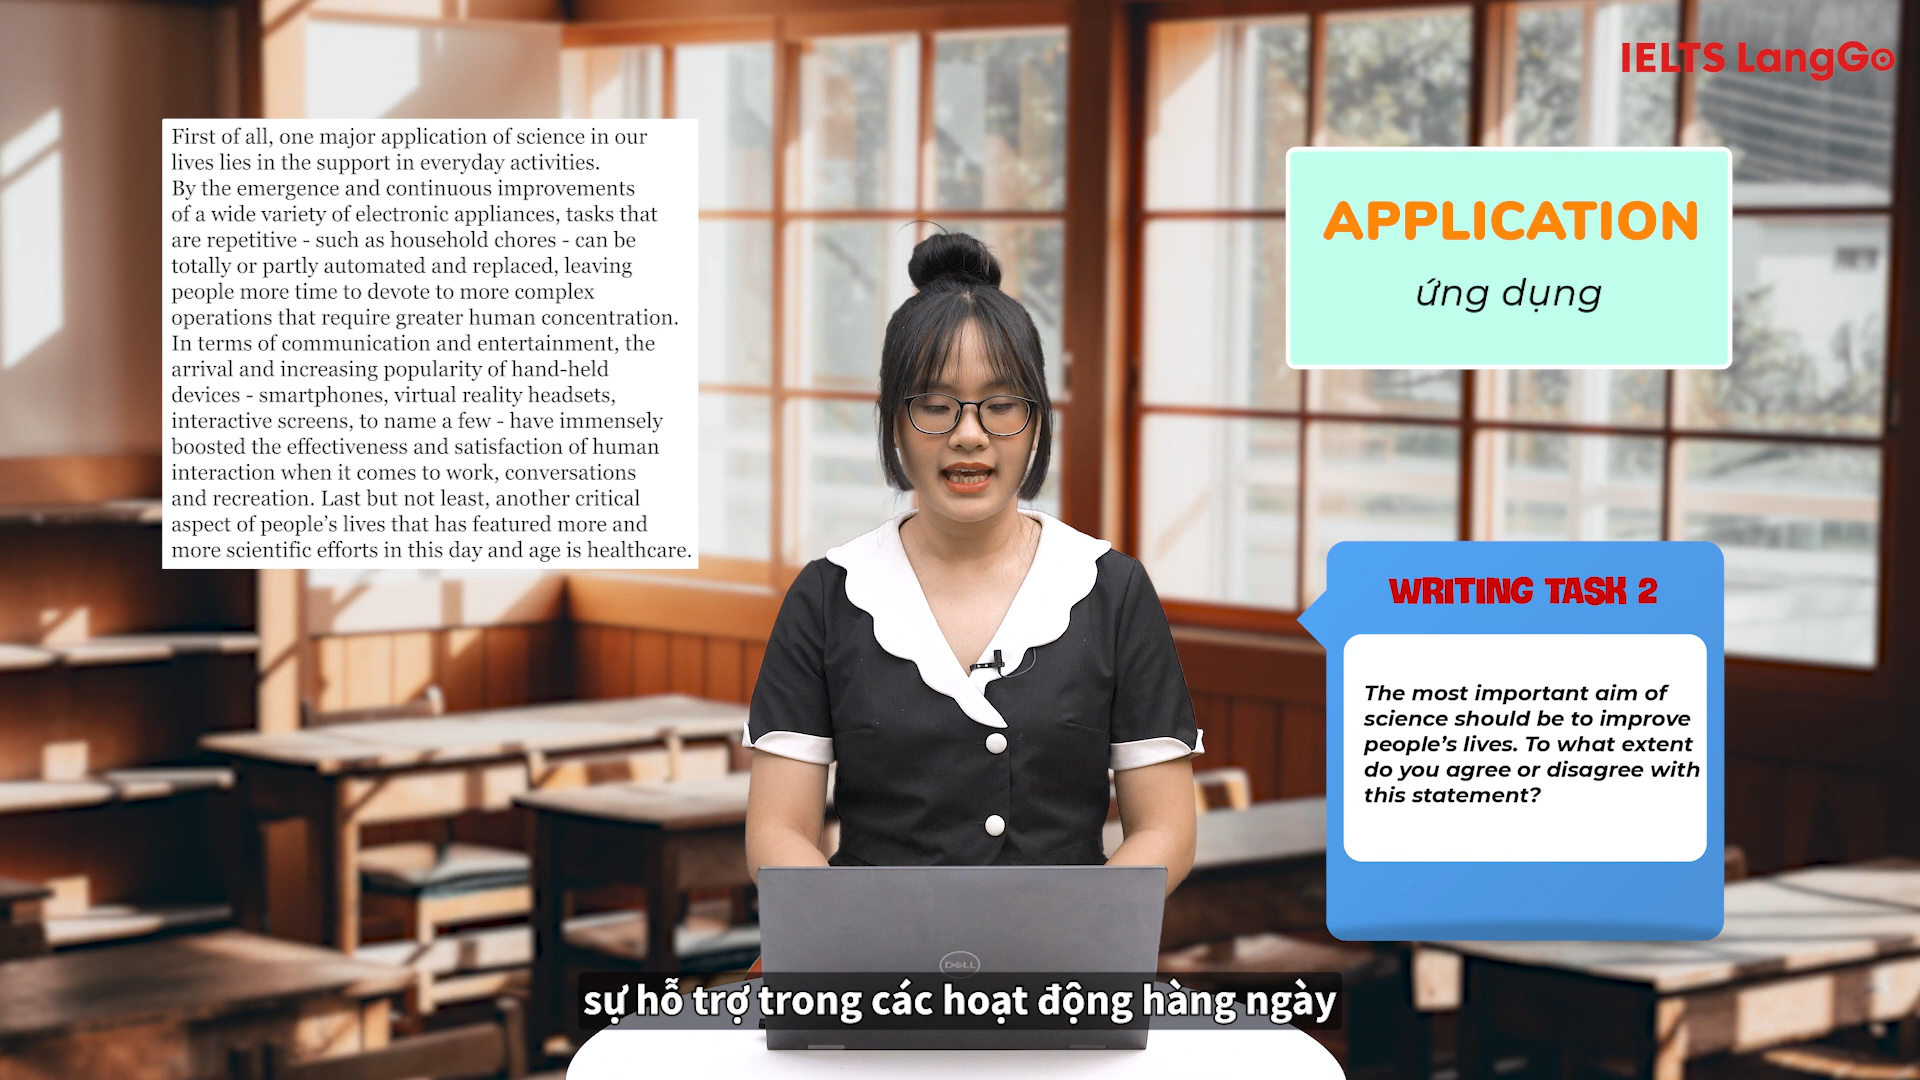 IELTS LangGo
First of all, one major application of science in our
lives lies in the support in everyday activities.
By the emergence and continuous improvements
of a wide variety of electronic appliances, tasks that
are repetitive - such as household chores - can be
totally or partly automated and replaced, leaving
people more time to devote to more complex
operations that require greater human concentration.
In terms of communication and entertainment, the
arrival and increasing popularity of hand-held
devices - smartphones, virtual reality headsets,
interactive screens, to name a few - have immensely
boosted the effectiveness and satisfaction of human
interaction when it comes to work, conversations
and recreation. Last but not least, another critical
aspect of people's lives that has featured more and
more scientific efforts in this day and age is healthcare.
APPLICATION
ứng dụng
WRITING TASK 2
The most important aim of
science should be to improve
people's lives. To what extent
do you agree or disagree with
this statement?
DELL
sự hỗ trợ trong các hoạt động hàng ngày